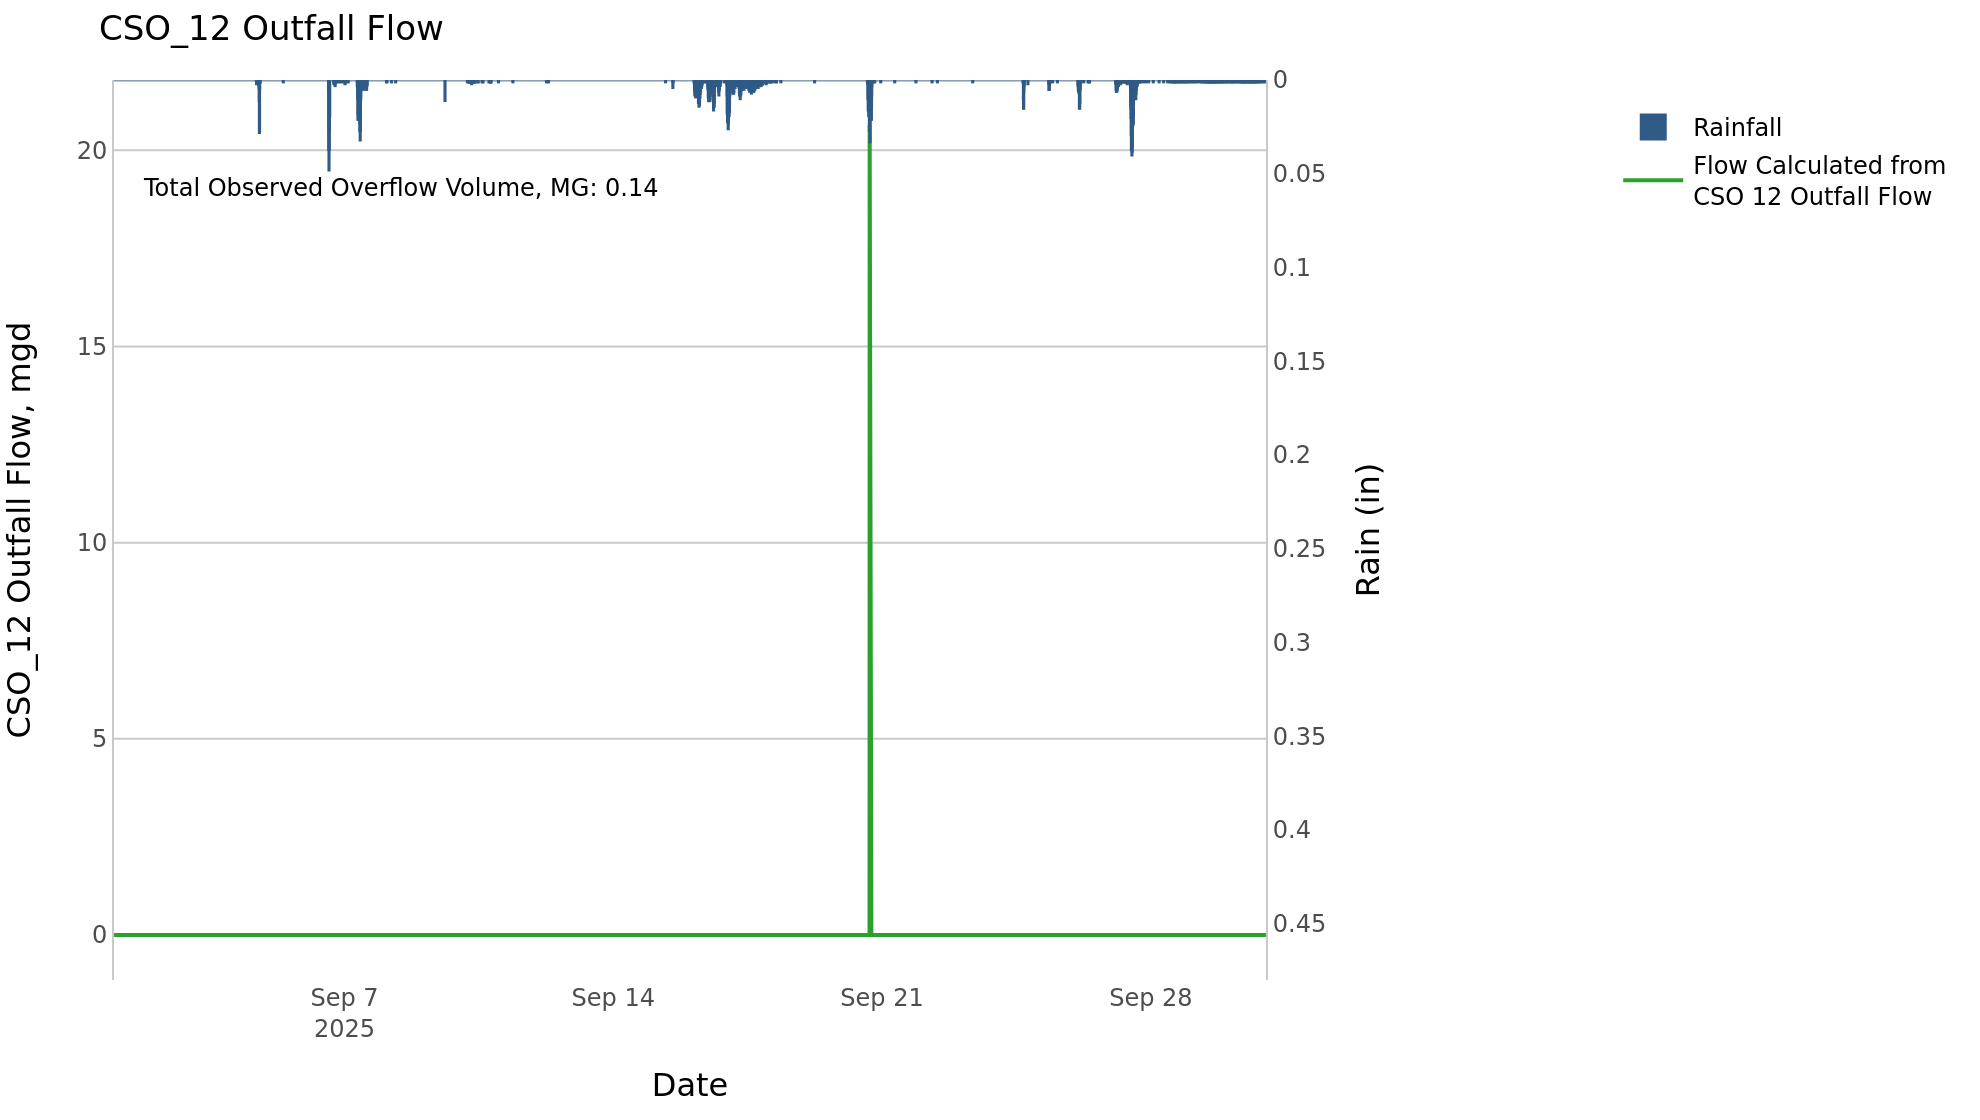 CSO_12 Outfall Flow
0
20
Rainfall
Flow Calculated from
CSO 12 Outfall Flow
Total Observed Overflow Volume, MG: 0.14
0.05
0.1
15
0.15
0.2
10
0.25
0.3
5
0.35
0.4
0
0.45
CSO_12 Outfall Flow, mgd
Rain (in)
Sep 7
2025
Sep 14
Sep 21
Sep 28
Date